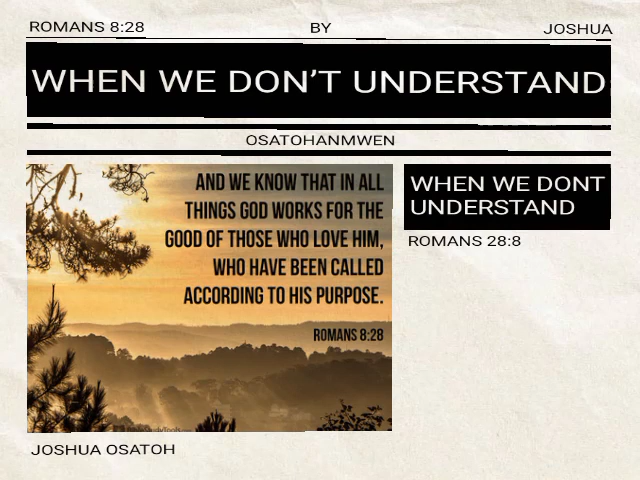 ROMANS 8:28 BY JOSHUA
WHEN WE DON'T UNDERSTAND
OSATOHANMWEN
AND WE KNOW THAT IN ALL
THINGS GOD WORKS FOR THE
GOOD OF THOSE WHO LOVE HIM,
WHO HAVE BEEN CALLED
ACCORDING TO HIS PURPOSE.
ROMANS 8:28
WHEN WE DONT
UNDERSTAND
ROMANS 28:8
JOSHUA OSATOH